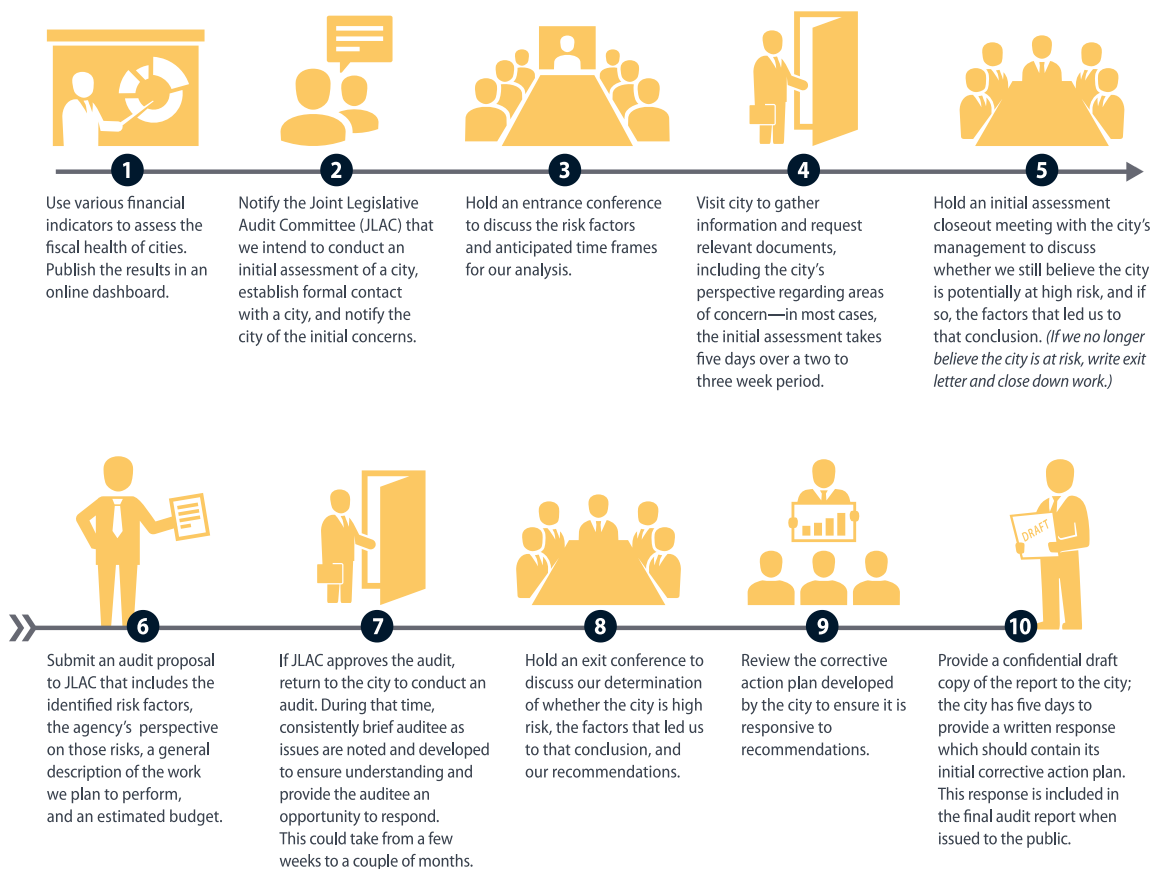 1
Use various financial
indicators to assess the
fiscal health of cities.
Publish the results in an
online dashboard.
2
Notify the Joint Legislative
Audit Committee (JLAC) that
we intend to conduct an
initial assessment of a city,
establish formal contact
with a city, and notify the
city of the initial concerns.
3
Hold an entrance conference
to discuss the risk factors
and anticipated time frames
for our analysis.
4
Visit city to gather
information and request
relevant documents,
including the city's
perspective regarding areas
of concern—in most cases,
the initial assessment takes
five days over a two to
three week period.
5
Hold an initial assessment
closeout meeting with the city's
management to discuss
whether we still believe the city
is potentially at high risk, and if
so, the factors that led us to
that conclusion. (If we no longer
believe the city is at risk, write exit
letter and close down work.)
6
Submit an audit proposal
to JLAC that includes the
identified risk factors,
the agency's perspective
on those risks, a general
description of the work
we plan to perform,
and an estimated budget.
7
If JLAC approves the audit,
return to the city to conduct an
audit. During that time,
consistently brief auditee as
issues are noted and developed
to ensure understanding and
provide the auditee an
opportunity to respond.
This could take from a few
weeks to a couple of months.
8
Hold an exit conference to
discuss our determination
of whether the city is high
risk, the factors that led us
to that conclusion, and
our recommendations.
9
Review the corrective
action plan developed
by the city to ensure it is
responsive to
recommendations.
DRAFT
10
Provide a confidential draft
copy of the report to the city;
the city has five days to
provide a written response
which should contain its
initial corrective action plan.
This response is included in
the final audit report when
issued to the public.